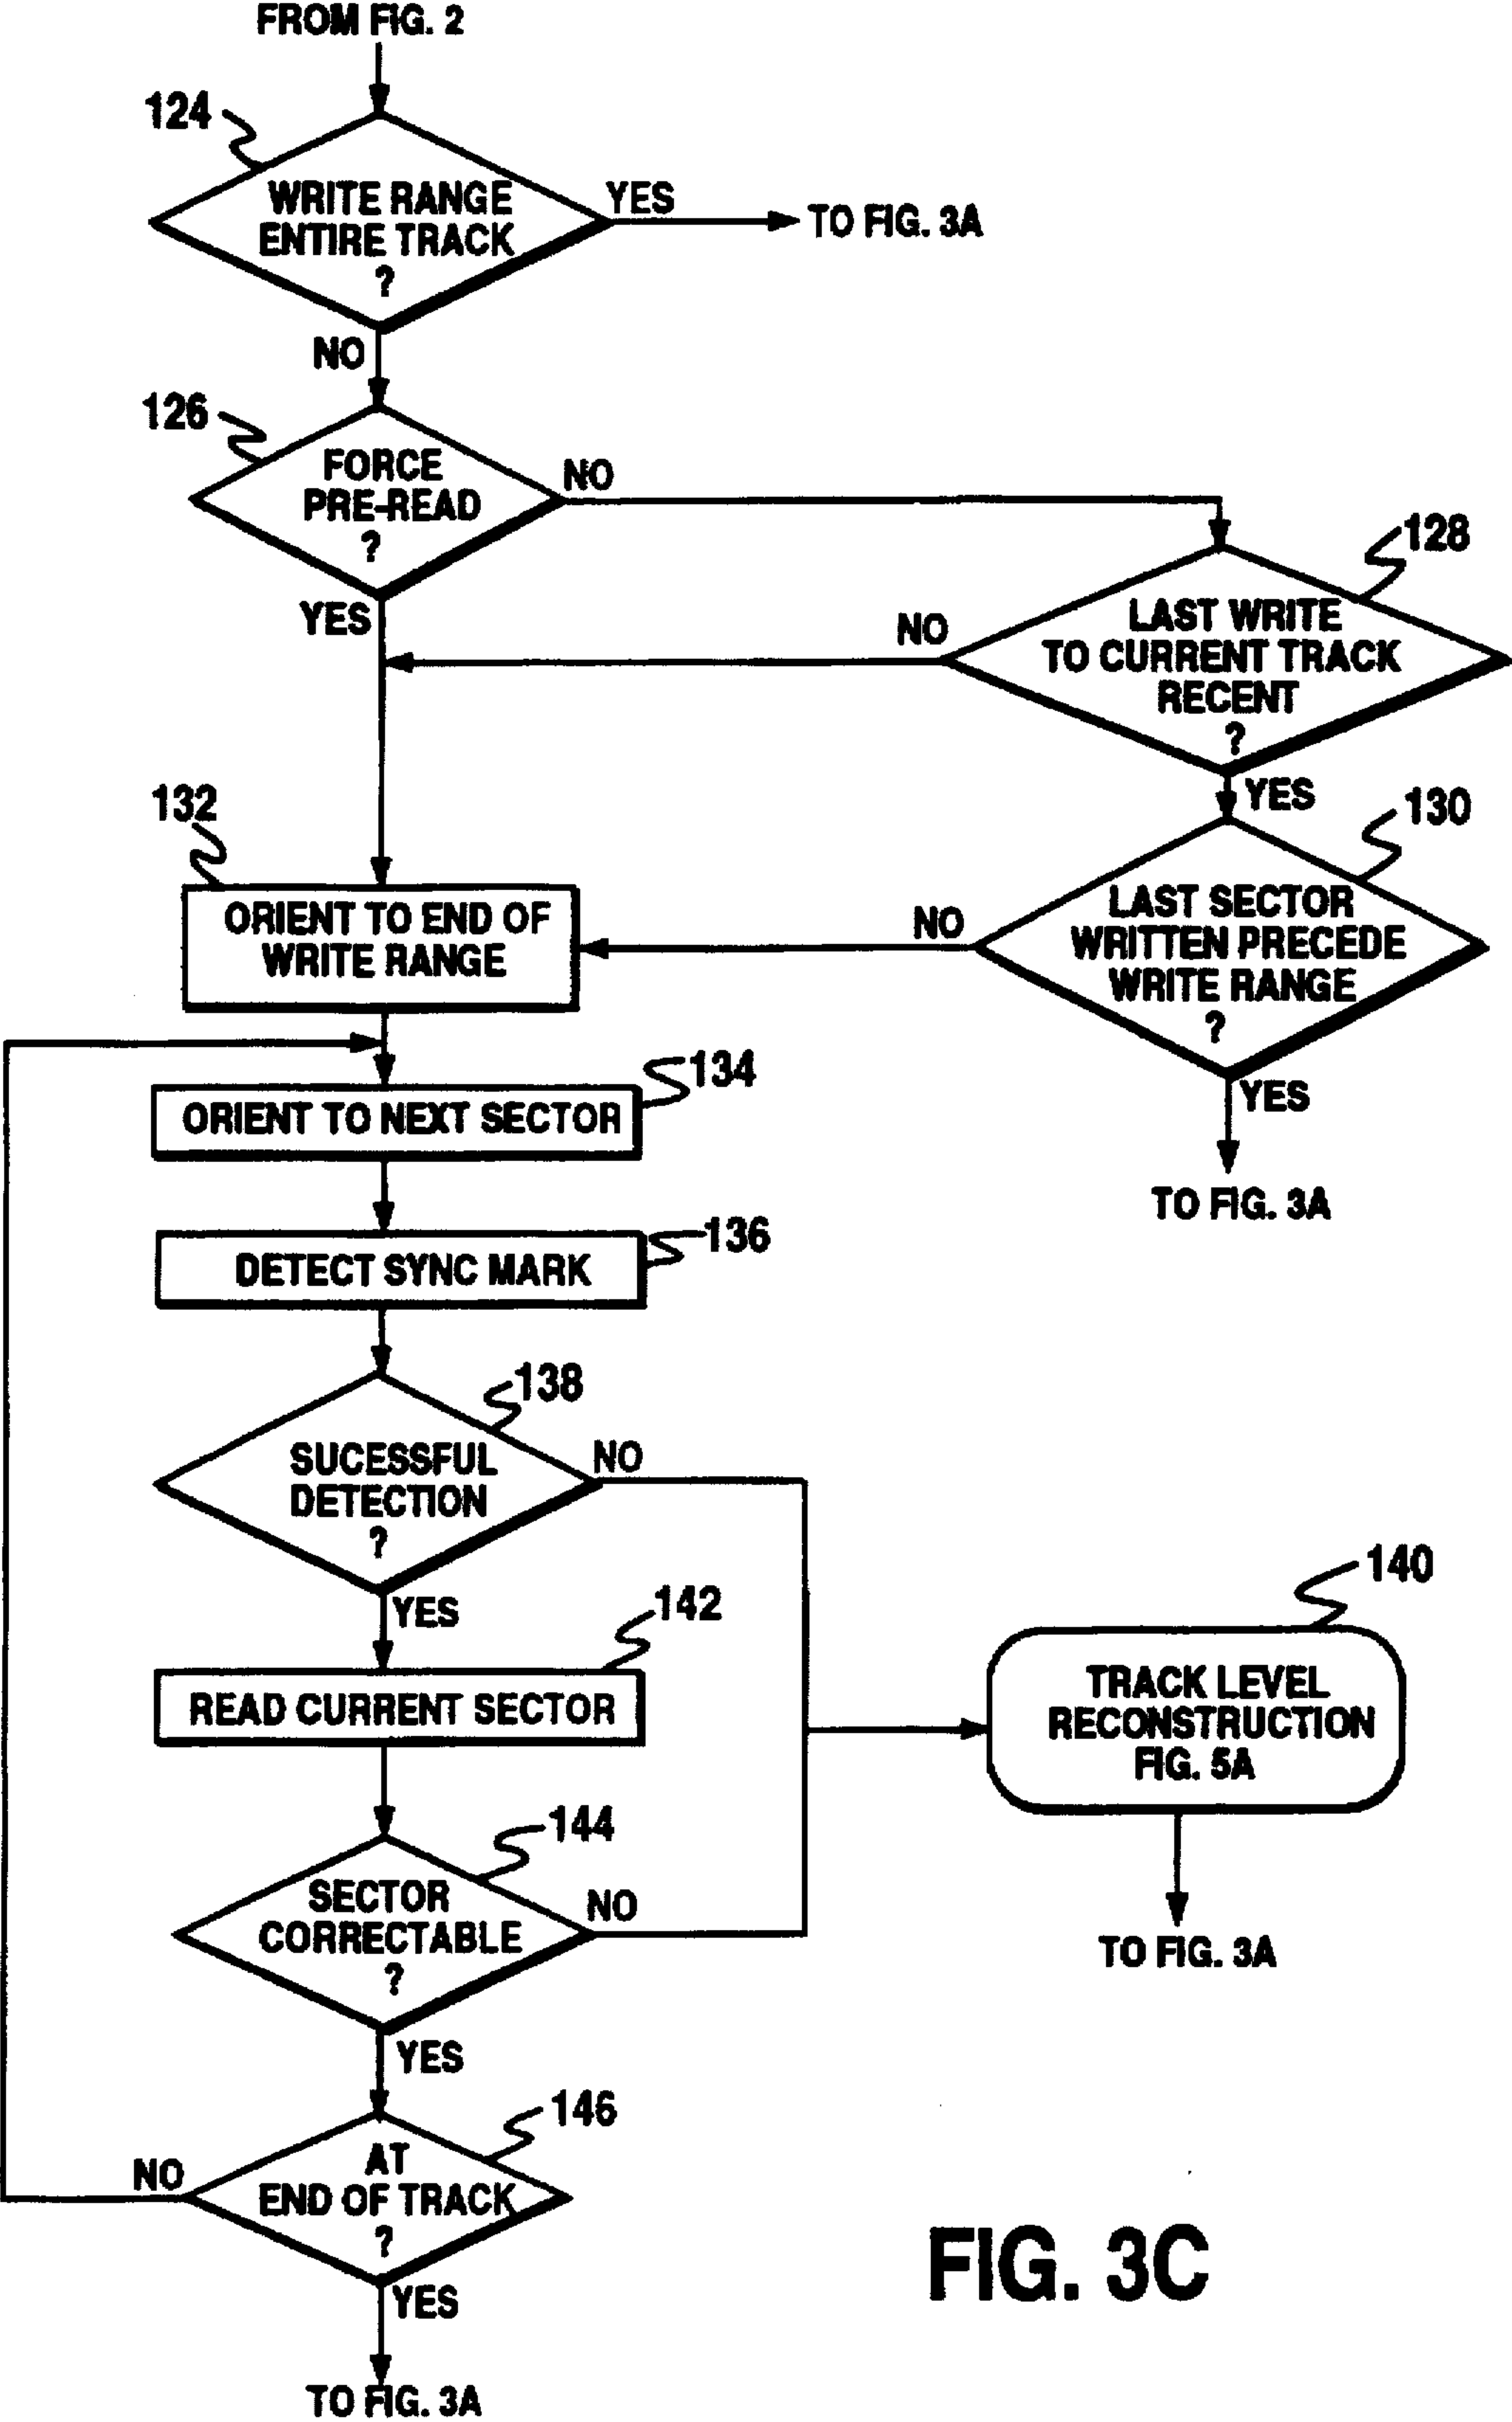 FROM FIG. 2
124
WRITE RANGE
ENTIRE TRACK
?
YES
TO FIG. 3A
NO
126
FORCE
PRE-READ
?
NO
YES
128
LAST WRITE
TO CURRENT TRACK
RECENT
?
NO
YES
130
LAST SECTOR
WRITTEN PRECEDE
WRITE RANGE
?
NO
YES
TO FIG. 3A
132
ORIENT TO END OF
WRITE RANGE
134
ORIENT TO NEXT SECTOR
136
DETECT SYNC MARK
138
SUCESSFUL
DETECTION
?
NO
YES
140
TRACK LEVEL
RECONSTRUCTION
FIG. 5A
TO FIG. 3A
142
READ CURRENT SECTOR
144
SECTOR
CORRECTABLE
?
NO
YES
146
AT
END OF TRACK
?
NO
YES
TO FIG. 3A
FIG. 3C